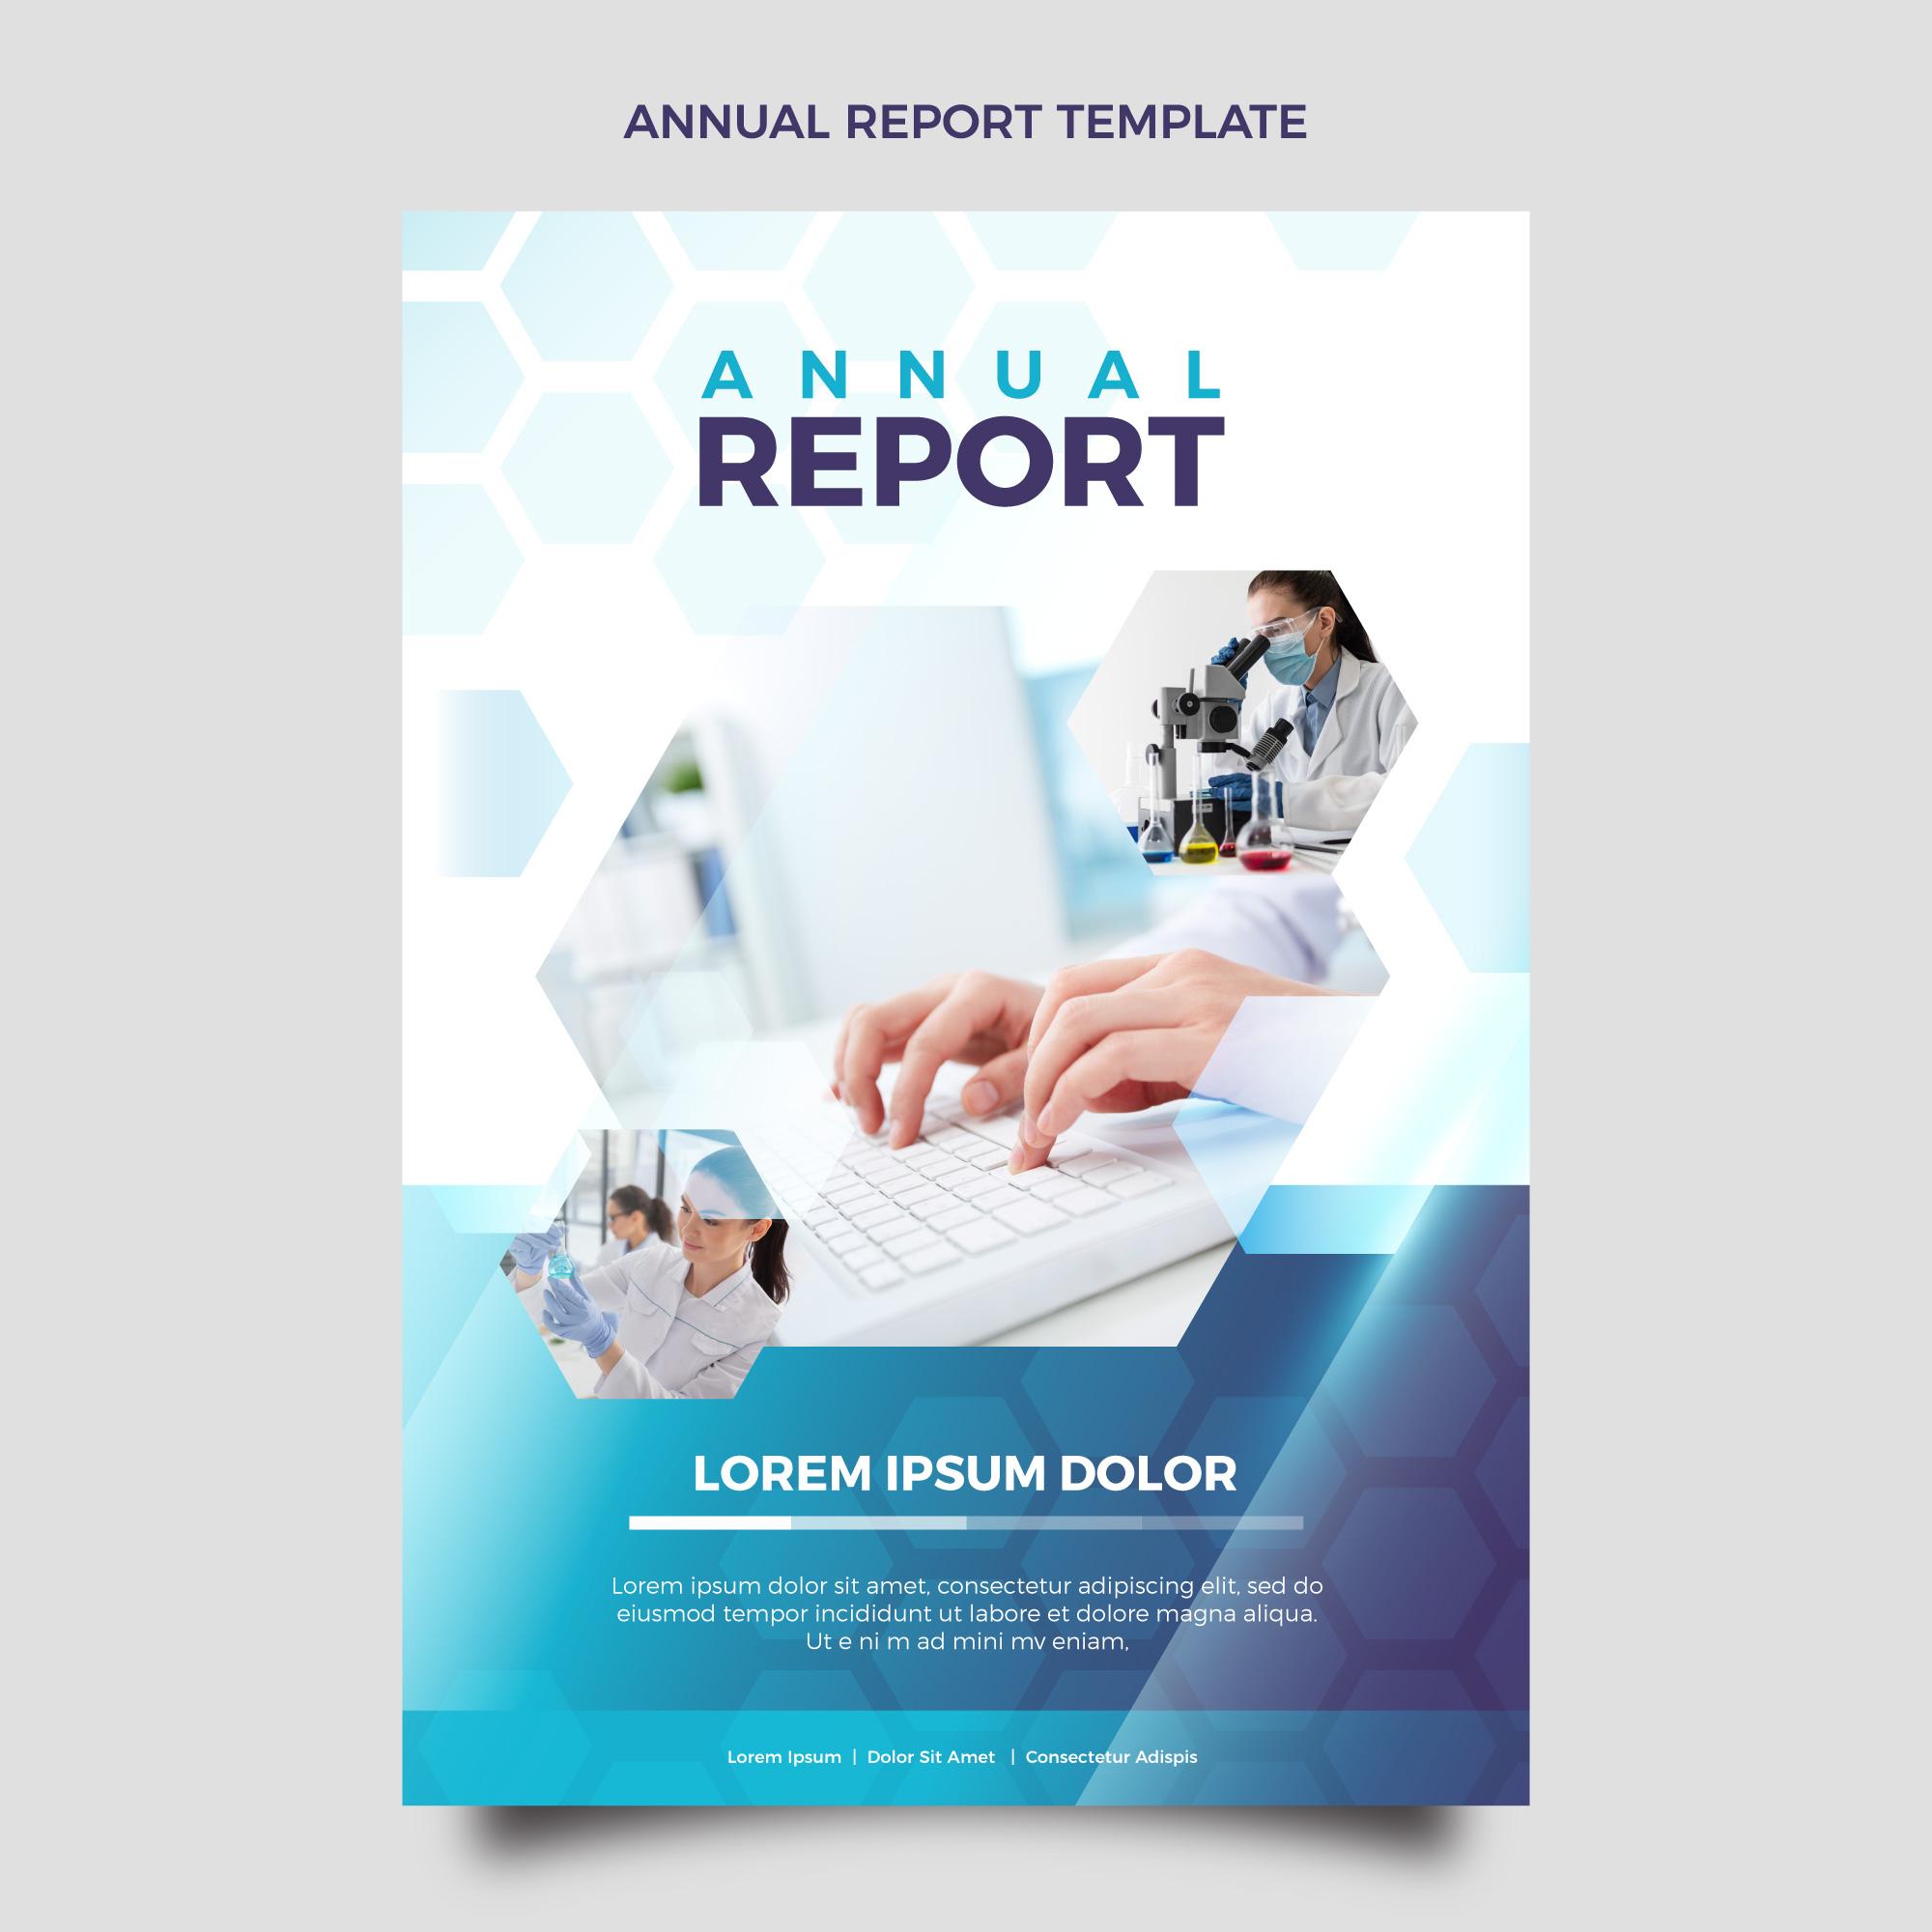 ANNUAL REPORT TEMPLATE
ANNUAL
REPORT
LOREM IPSUM DOLOR
Lorem ipsum dolor sit amet, consectetur adipiscing elit, sed do
eiusmod tempor incididunt ut labore et dolore magna aliqua.
Ut e ni m ad mini mv eniam,
Lorem Ipsum | Dolor Sit Amet | Consectetur Adispis